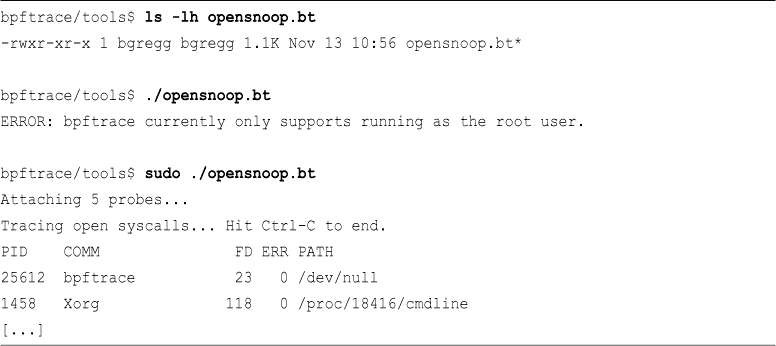 bpftrace/tools$ ls -lh opensnoop.bt
-rwxr-xr-x 1 bgregg bgregg 1.1K Nov 13 10:56 opensnoop.bt*
bpftrace/tools$ ./opensnoop.bt
ERROR: bpftrace currently only supports running as the root user.
bpftrace/tools$ sudo ./opensnoop.bt
Attaching 5 probes...
Tracing open syscalls... Hit Ctrl-C to end.
PID    COMM               FD ERR PATH
25612  bpftrace           23   0 /dev/null
1458   Xorg              118   0 /proc/18416/cmdline
[...]